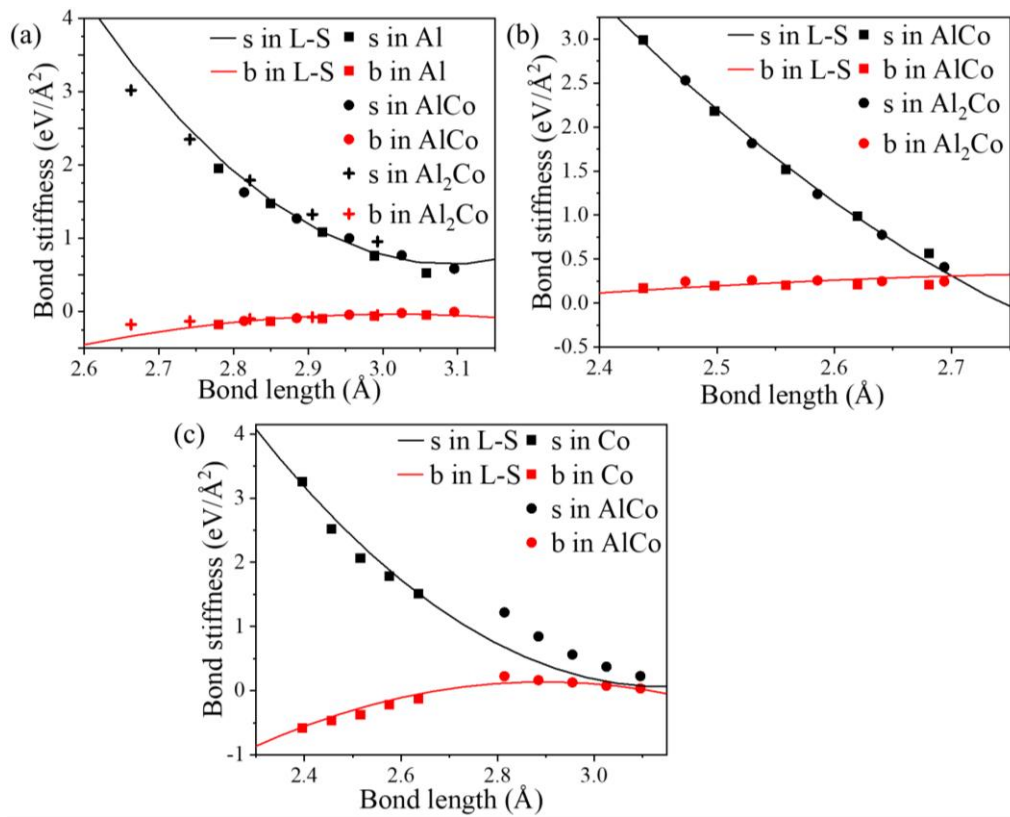 (a)
Bond stiffness (eV/Å²)
4
3
2
1
0
s in L-S
b in L-S
s in Al
b in Al
s in AlCo
b in AlCo
s in Al₂Co
b in Al₂Co
2.6 2.7 2.8 2.9 3.0 3.1
Bond length (Å)
(b)
Bond stiffness (eV/Å²)
3.0
2.5
2.0
1.5
1.0
0.5
0.0
-0.5
s in L-S
b in L-S
s in AlCo
b in AlCo
s in Al₂Co
b in Al₂Co
2.4 2.5 2.6 2.7
Bond length (Å)
(c)
Bond stiffness (eV/Å²)
4
3
2
1
0
-1
s in L-S
b in L-S
s in Co
b in Co
s in AlCo
b in AlCo
2.4 2.6 2.8 3.0
Bond length (Å)